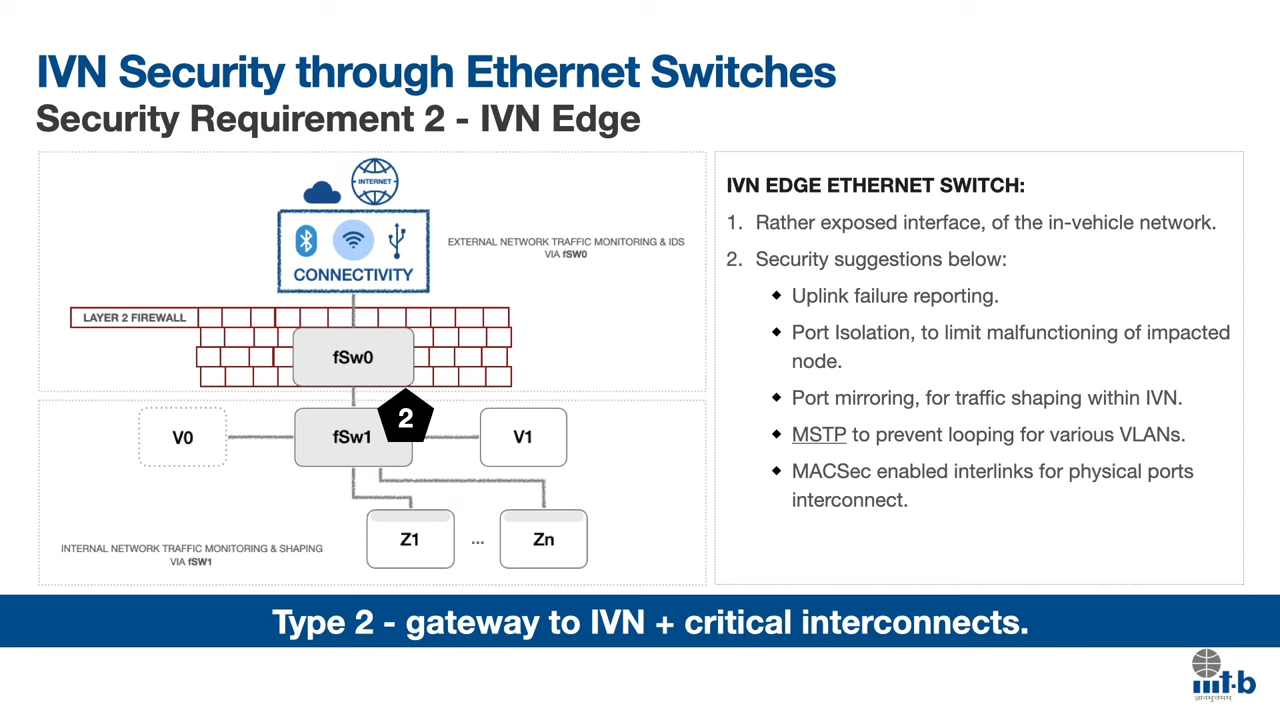 IVN Security through Ethernet Switches
Security Requirement 2 - IVN Edge
INTERNET
CONNECTIVITY
EXTERNAL NETWORK TRAFFIC MONITORING & IDS
VIA fSW0
LAYER 2 FIREWALL
fSw0
2
V0
fSw1
V1
Z1
...
Zn
INTERNAL NETWORK TRAFFIC MONITORING & SHAPING
VIA fSW1
IVN EDGE ETHERNET SWITCH:
1. Rather exposed interface, of the in-vehicle network.
2. Security suggestions below:
◆ Uplink failure reporting.
◆ Port Isolation, to limit malfunctioning of impacted
node.
◆ Port mirroring, for traffic shaping within IVN.
◆ MSTP to prevent looping for various VLANs.
◆ MACSec enabled interlinks for physical ports
interconnect.
Type 2 - gateway to IVN + critical interconnects.
iiit-b
ज्ञानमुत्तमम्